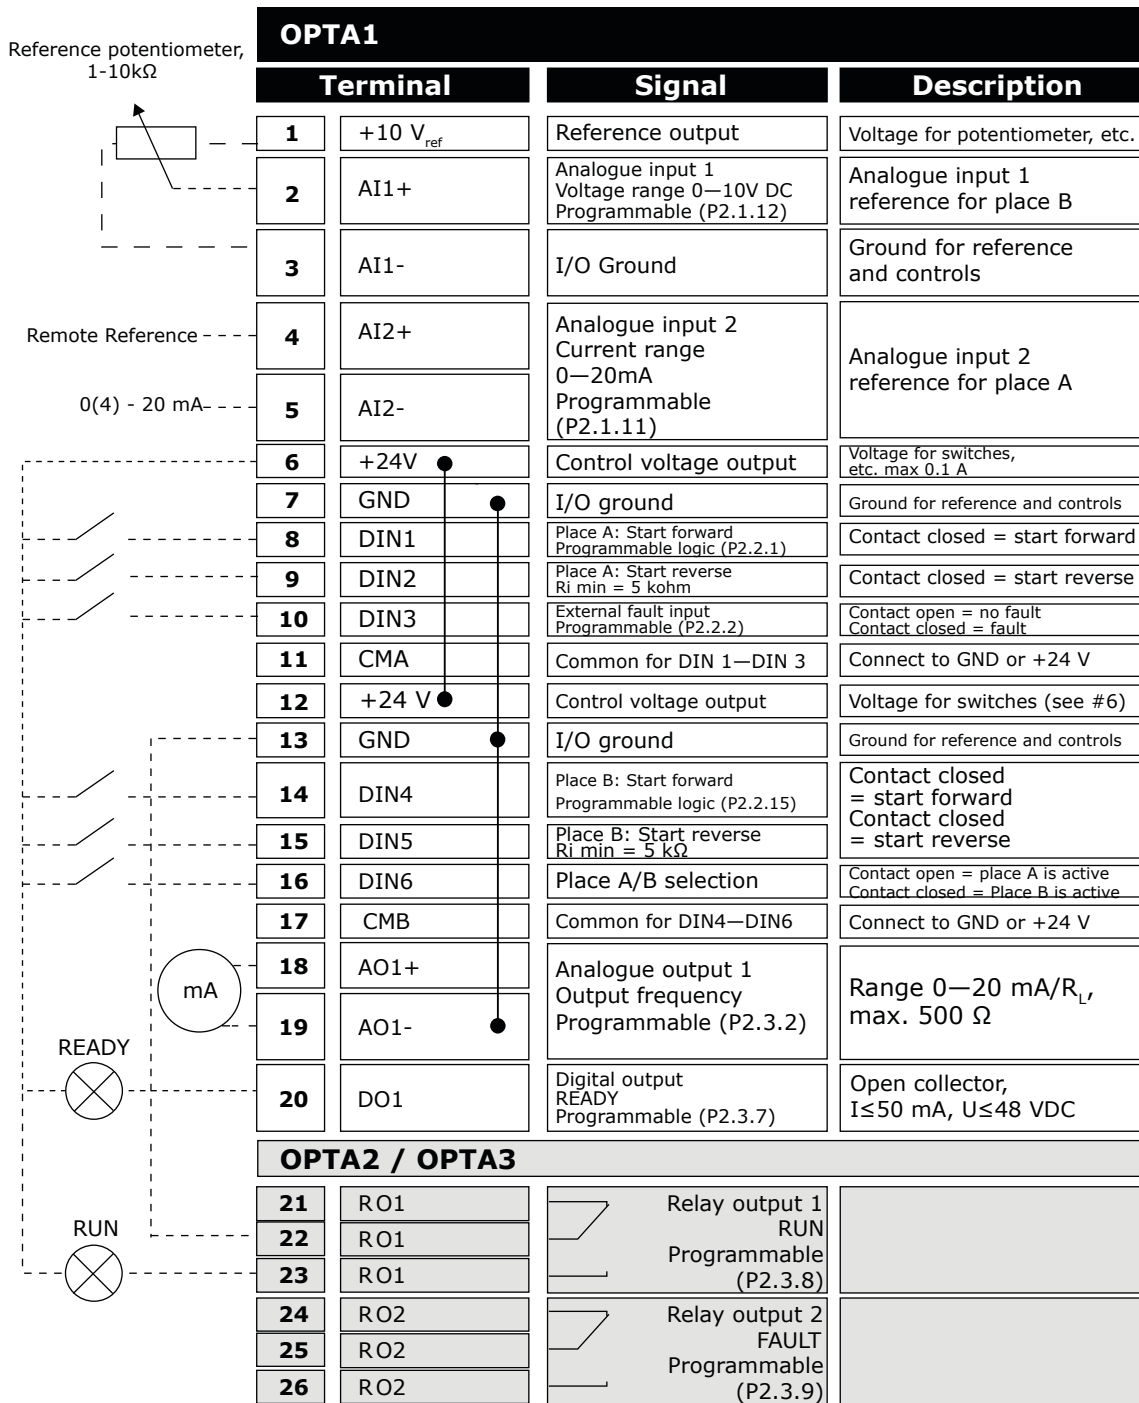 Reference potentiometer,
1-10kΩ
OPTA1
Terminal Signal Description
1 +10 Vref Reference output Voltage for potentiometer, etc.
2 AI1+ Analogue input 1
Voltage range 0—10V DC
Programmable (P2.1.12)
Analogue input 1
reference for place B
3 AI1- I/O Ground Ground for reference
and controls
Remote Reference
4 AI2+
Analogue input 2
Current range
0—20mA
Programmable
(P2.1.11)
Analogue input 2
reference for place A
0(4) - 20 mA
5 AI2-
6 +24V Control voltage output Voltage for switches,
etc. max 0.1 A
7 GND I/O ground Ground for reference and controls
8 DIN1 Place A: Start forward
Programmable logic (P2.2.1)
Contact closed = start forward
9 DIN2 Place A: Start reverse
Ri min = 5 kohm
Contact closed = start reverse
10 DIN3 External fault input
Programmable (P2.2.2)
Contact open = no fault
Contact closed = fault
11 CMA Common for DIN 1—DIN 3 Connect to GND or +24 V
12 +24 V Control voltage output Voltage for switches (see #6)
13 GND I/O ground Ground for reference and controls
14 DIN4 Place B: Start forward
Programmable logic (P2.2.15)
Contact closed
= start forward
Contact closed
= start reverse
15 DIN5 Place B: Start reverse
Ri min = 5 kΩ
16 DIN6 Place A/B selection Contact open = place A is active
Contact closed = Place B is active
17 CMB Common for DIN4—DIN6 Connect to GND or +24 V
mA
18 AO1+
Analogue output 1
Output frequency
Programmable (P2.3.2)
Range 0—20 mA/RL,
max. 500 Ω
19 AO1-
READY
20 DO1 Digital output
READY
Programmable (P2.3.7)
Open collector,
I≤50 mA, U≤48 VDC
OPTA2 / OPTA3
21 RO1
Relay output 1
RUN
Programmable
(P2.3.8)
RUN
22 RO1
23 RO1
24 RO2
Relay output 2
FAULT
Programmable
(P2.3.9)
25 RO2
26 RO2